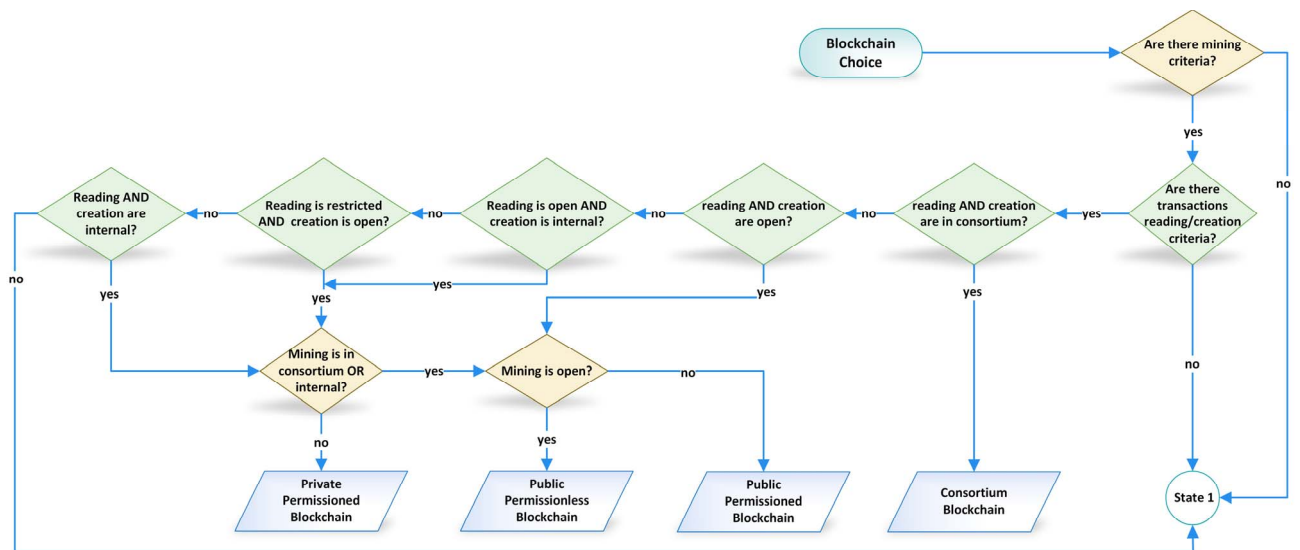 Blockchain
Choice
Are there mining
criteria?
yes
no
Reading AND
creation are
internal?
no
Reading is restricted
AND creation is open?
no
Reading is open AND
creation is internal?
no
reading AND creation
are open?
no
reading AND creation
are in consortium?
yes
Are there
transactions
reading/creation
criteria?
no
yes
yes
yes
yes
yes
Mining is in
consortium OR
internal?
yes
Mining is open?
no
no
no
yes
Private
Permissioned
Blockchain
Public
Permissionless
Blockchain
Public
Permissioned
Blockchain
Consortium
Blockchain
State 1